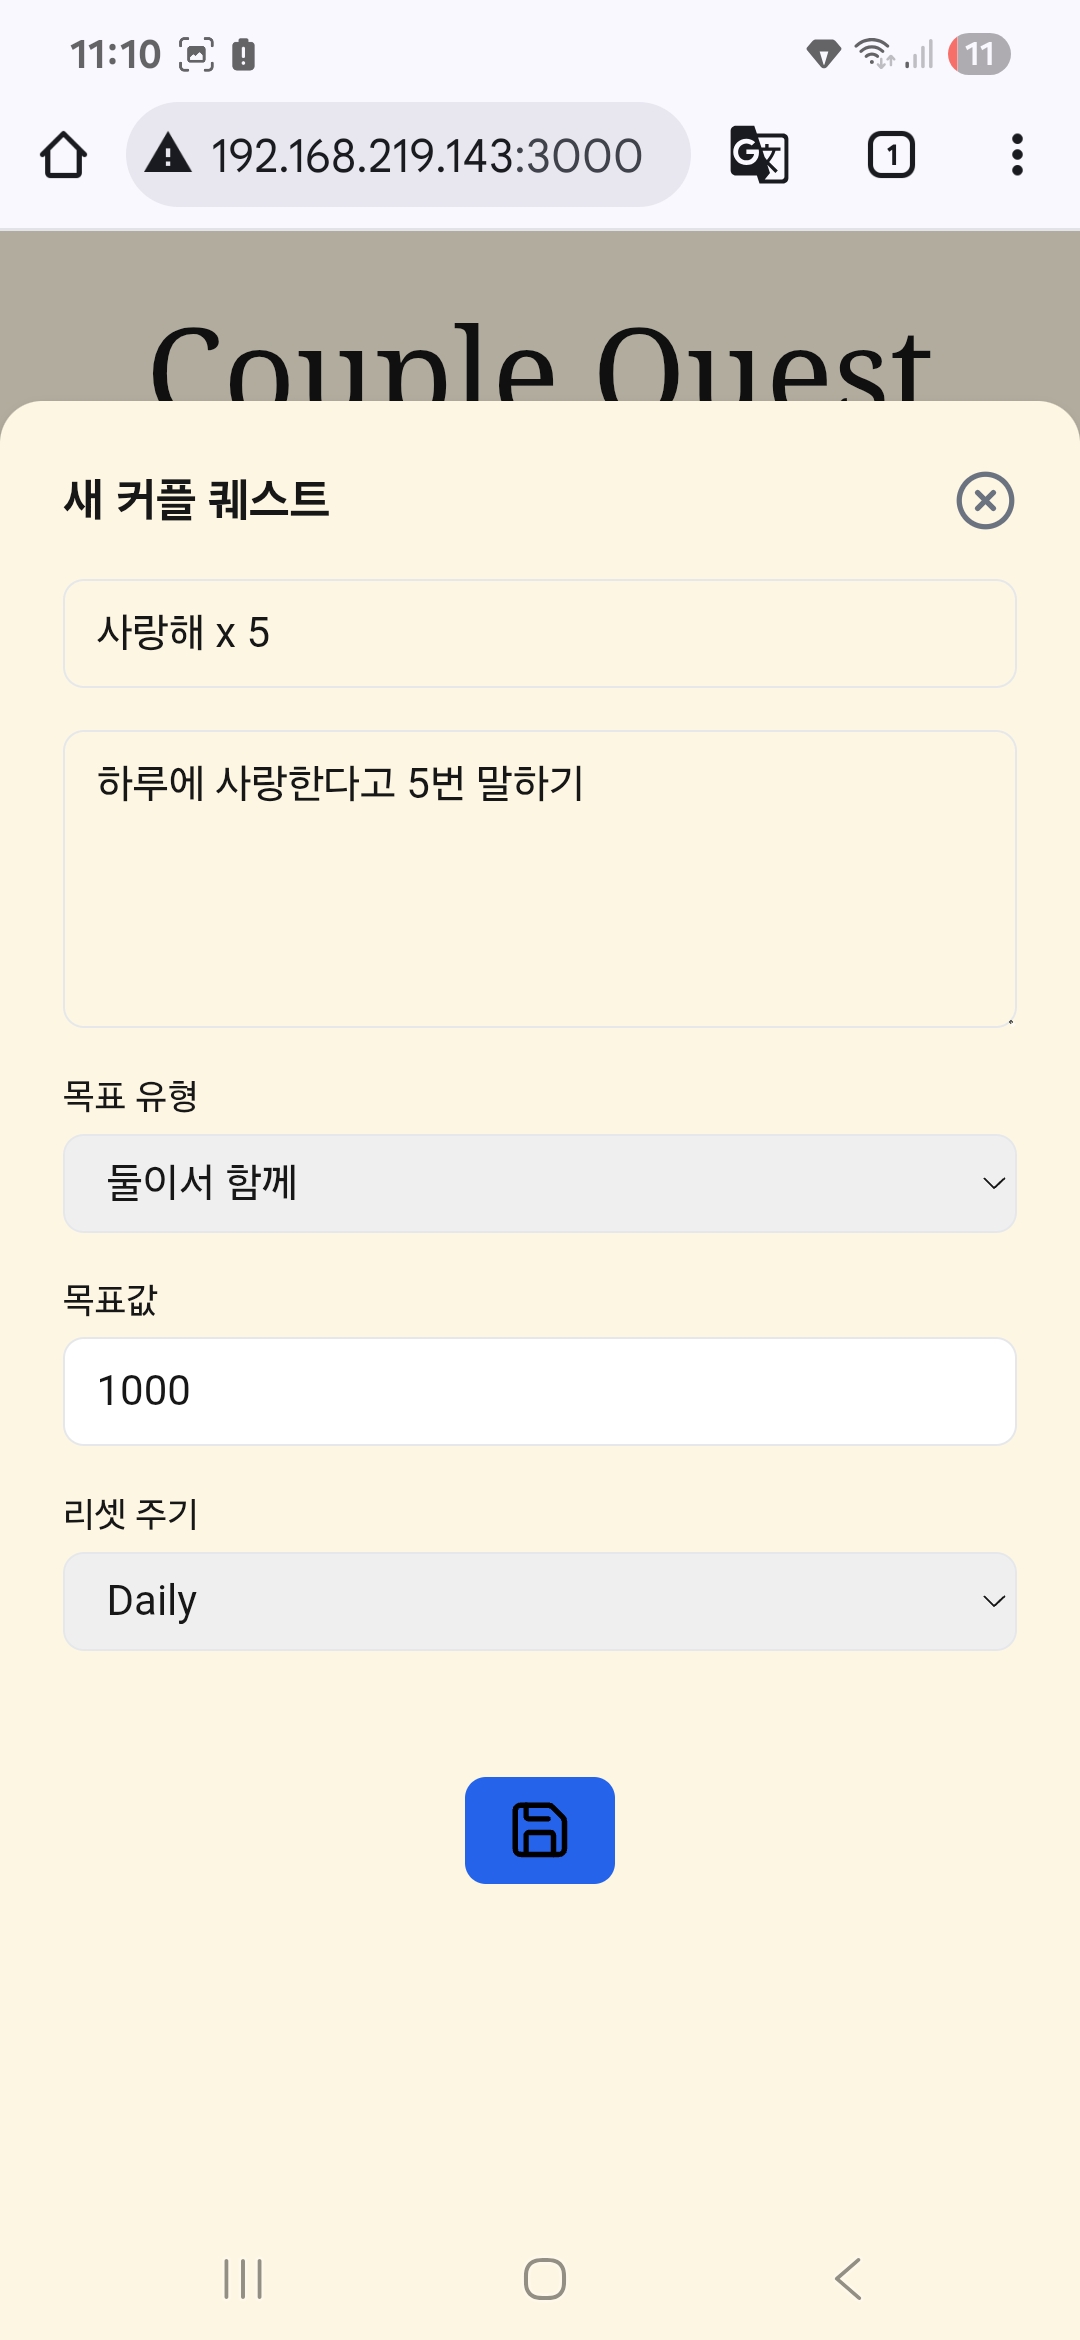 11:10
11
192.168.219.143:3000
1
Couple Quest
새 커플 퀘스트
사랑해 x 5
하루에 사랑한다고 5번 말하기
목표 유형
둘이서 함께
목표값
1000
리셋 주기
Daily